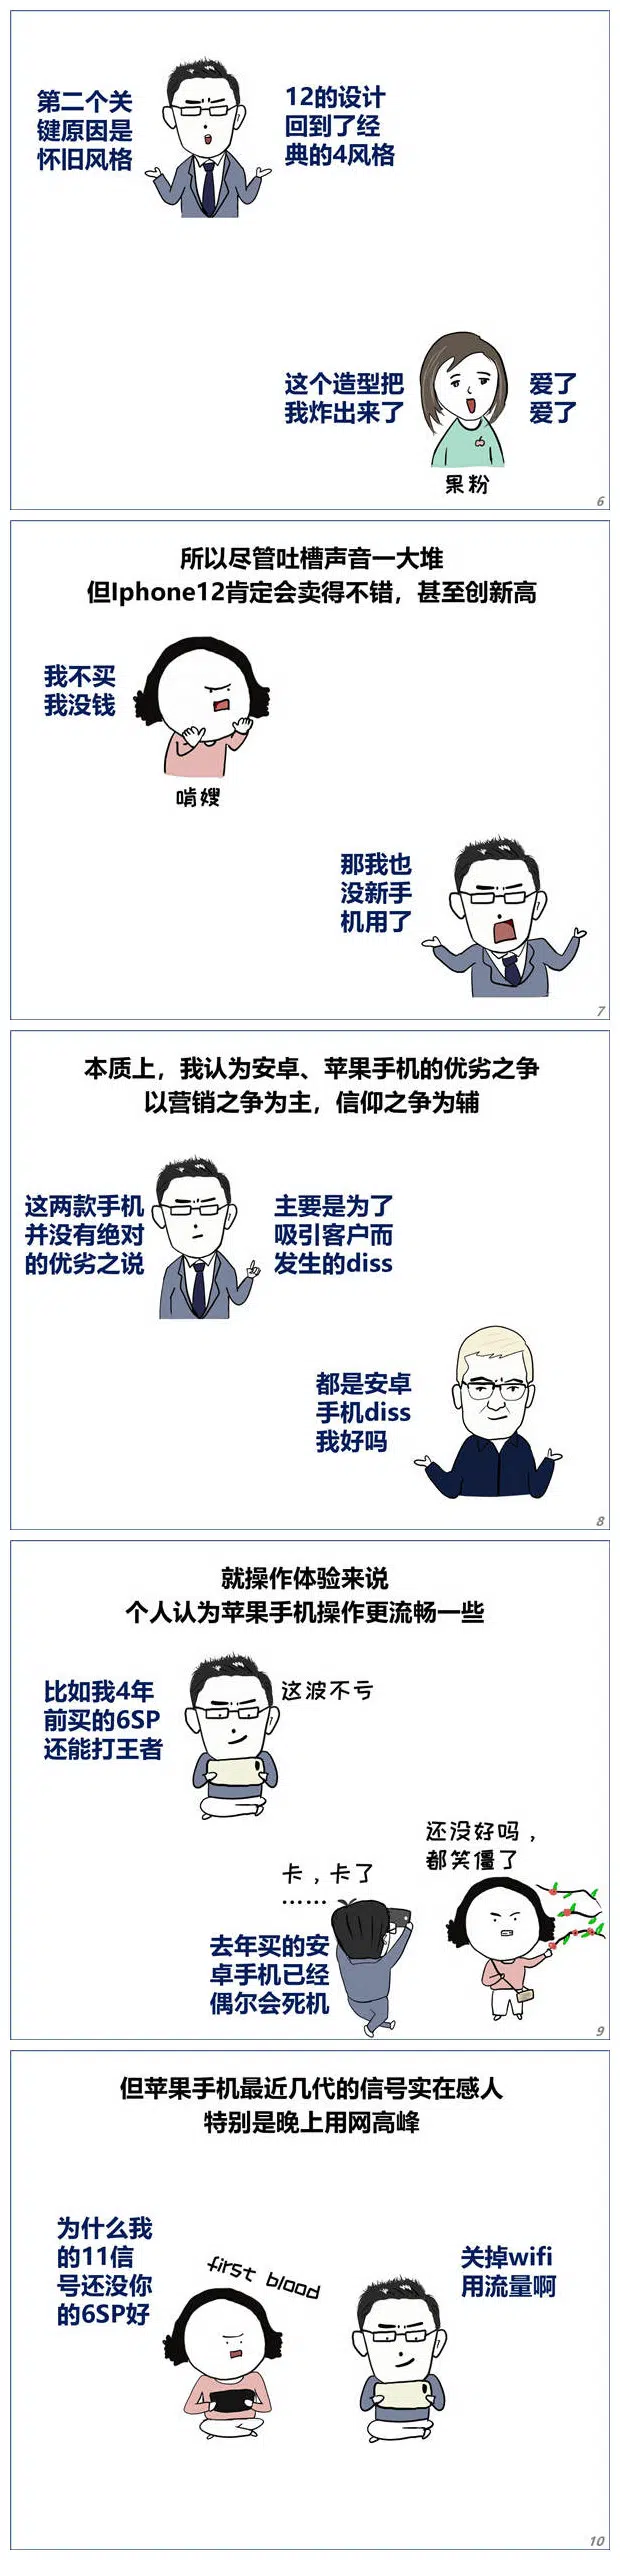 第二个关
键原因是
怀旧风格
12的设计
回到了经
典的4风格
这个造型把
我炸出来了
爱了
爱了
果粉
6
所以尽管吐槽声音一大堆
但Iphone12肯定会卖得不错，甚至创新高
我不买
我没钱
啃嫂
那我也
没新手
机用了
7
本质上，我认为安卓、苹果手机的优劣之争
以营销之争为主，信仰之争为辅
这两款手机
并没有绝对
的优劣之说
主要是为了
吸引客户而
发生的diss
都是安卓
手机diss
我好吗
8
就操作体验来说
个人认为苹果手机操作更流畅一些
比如我4年
前买的6SP
还能打王者
这波不亏
还没好吗，
都笑僵了
卡，卡了
……
去年买的安
卓手机已经
偶尔会死机
9
但苹果手机最近几代的信号实在感人
特别是晚上用网高峰
为什么我
的11信
号还没你
的6SP好
first blood
关掉wifi
用流量啊
10